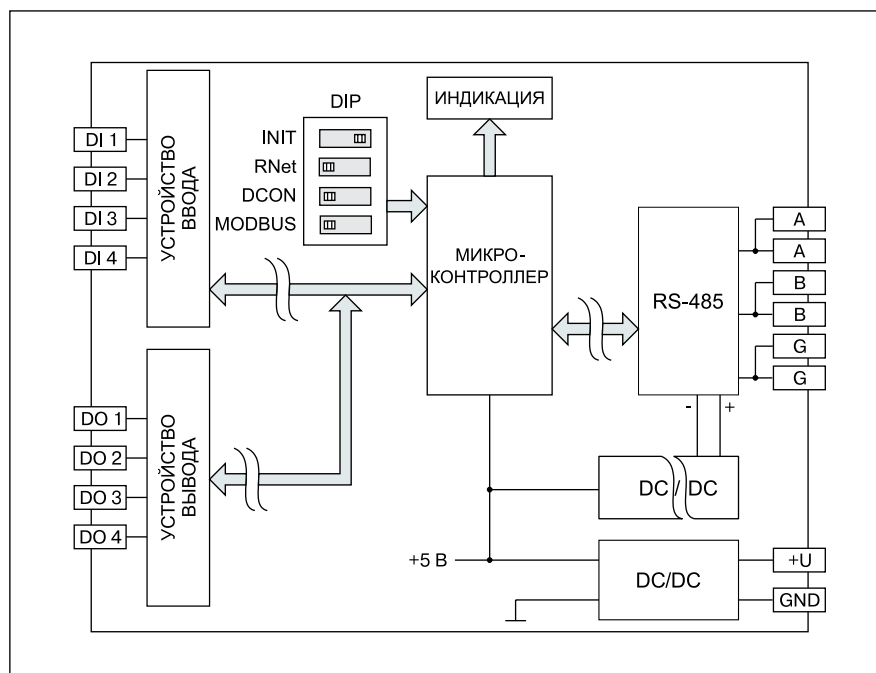 DIP
ИНДИКАЦИЯ
INIT
RNet
DCON
MODBUS
DI 1
DI 2
DI 3
DI 4
УСТРОЙСТВО
ВВОДА
МИКРО-
КОНТРОЛЛЕР
RS-485
A
A
B
B
G
G
- +
DO 1
DO 2
DO 3
DO 4
УСТРОЙСТВО
ВЫВОДА
DC / DC
+5 В
DC/DC
+U
GND